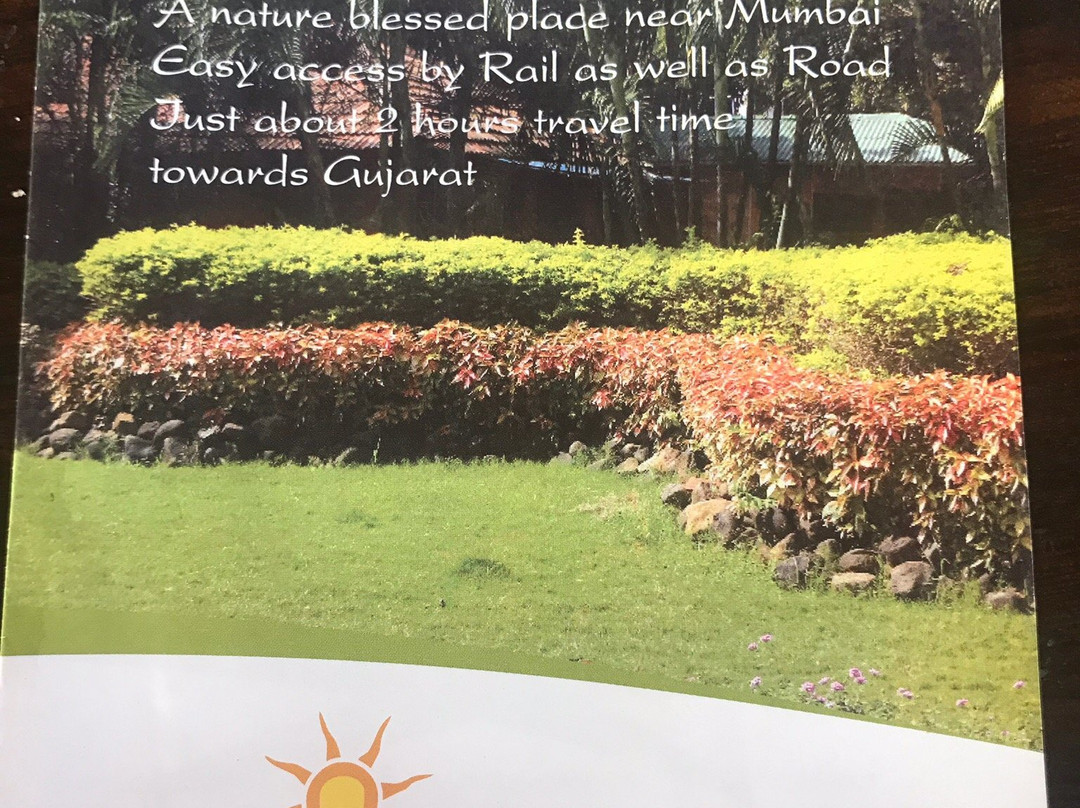 A nature blessed place near Mumbai
Easy access by Rail as well as Road
Just about 2 hours travel time
towards Gujarat